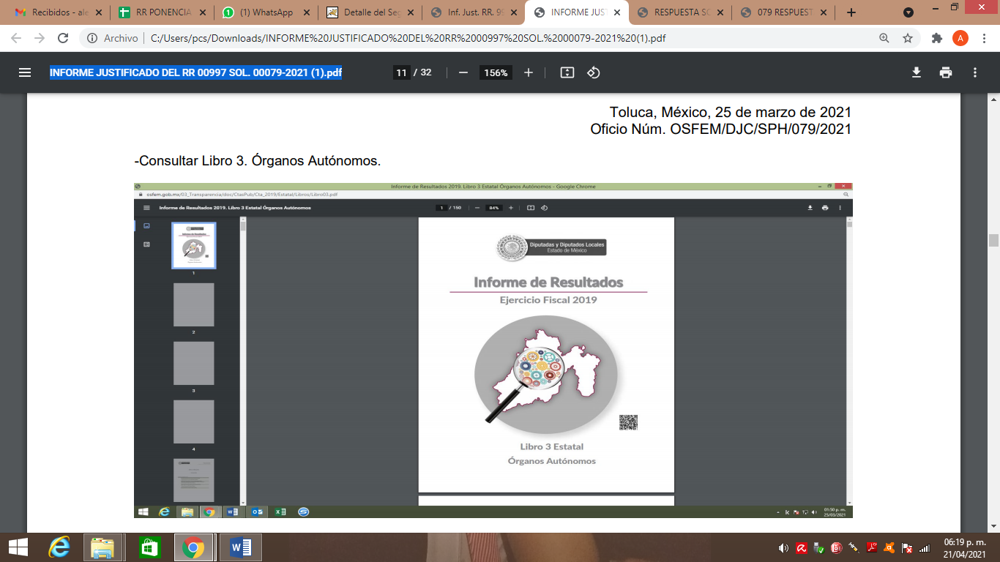 Recibidos - ale
RR PONENCIA
(1) WhatsApp
Detalle del Seg
Inf. Just. RR. 99
INFORME JUST
RESPUESTA SO
079 RESPUEST
Archivo
C:/Users/pcs/Downloads/INFORME%20JUSTIFICADO%20DEL%20RR%2000997%20SOL.%2000079-2021%20(1).pdf
A
INFORME JUSTIFICADO DEL RR 00997 SOL. 00079-2021 (1).pdf
11 / 32
156%
Toluca, México, 25 de marzo de 2021
Oficio Núm. OSFEM/DJC/SPH/079/2021
-Consultar Libro 3. Órganos Autónomos.
Informe de Resultados 2019. Libro 3 Estatal Órganos Autónomos - Google Chrome
osfem.gob.mx/03_Transparencia/doc/CtasPub/Cta_2019/Estatal/Libros/Libro03.pdf
Informe de Resultados 2019. Libro 3 Estatal Órganos Autónomos
1 / 150
84%
1
2
3
4
Diputadas y Diputados Locales
Estado de México
Informe de Resultados
Ejercicio Fiscal 2019
Libro 3 Estatal
Órganos Autónomos
01:50 p. m.
25/03/2021
06:19 p. m.
21/04/2021